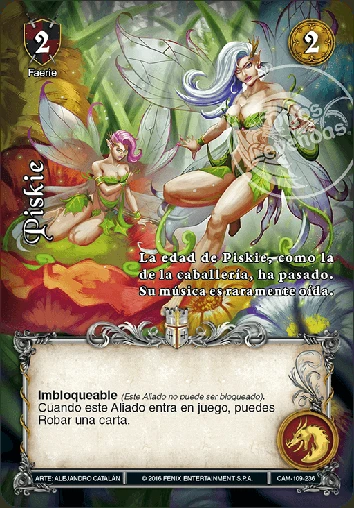 2
2
Faerie
Mitos
Leyendas
Piskie
La edad de Piskie, como la
de la caballería, ha pasado.
Su música es raramente oída.
Imbloqueable (Este Aliado no puede ser bloqueado).
Cuando este Aliado entra en juego, puedes
Robar una carta.
ARTE: ALEJANDRO CATALÁN
© 2016 FENIX ENTERTAINMENT S.P.A.
CAM-109-236